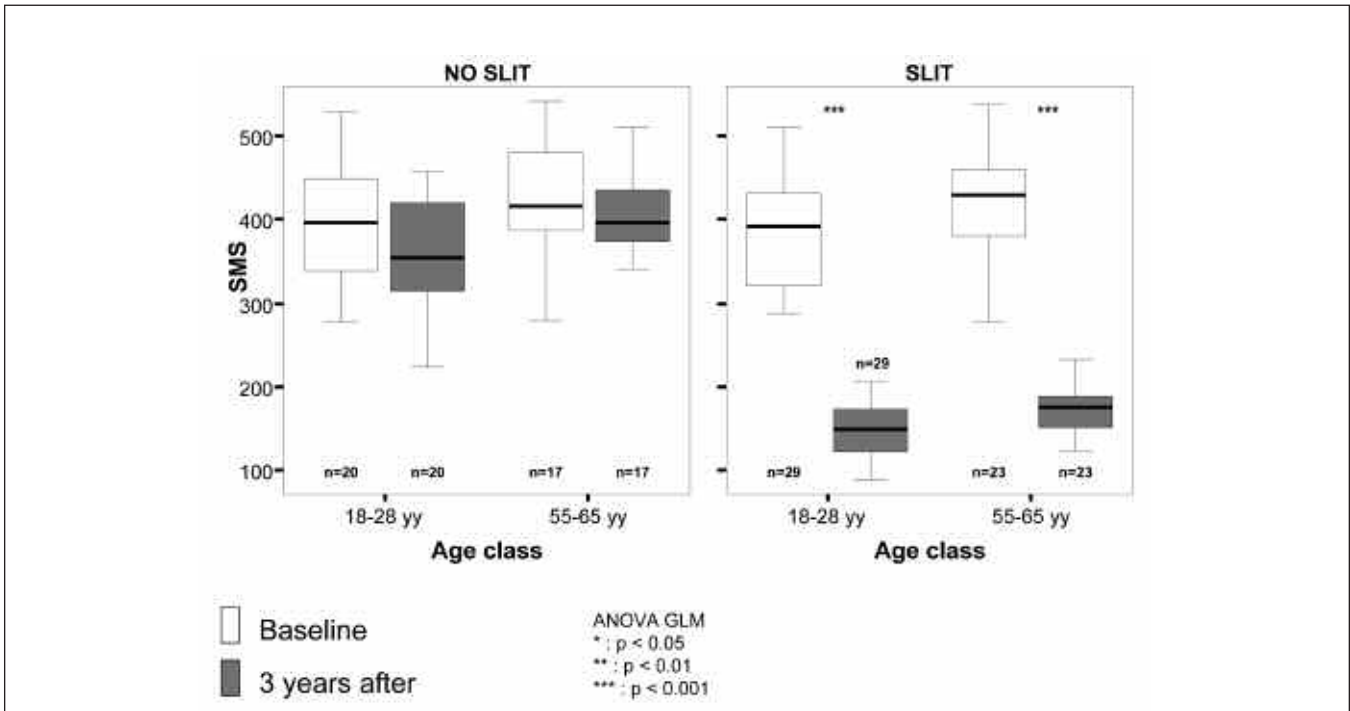 NO SLIT
SLIT
SMS
500
400
300
200
100
n=20
n=20
n=17
n=17
18-28 yy
55-65 yy
Age class
***
***
n=29
n=29
n=23
n=23
18-28 yy
55-65 yy
Age class
Baseline
3 years after
ANOVA GLM
* : p < 0.05
** : p < 0.01
*** : p < 0.001